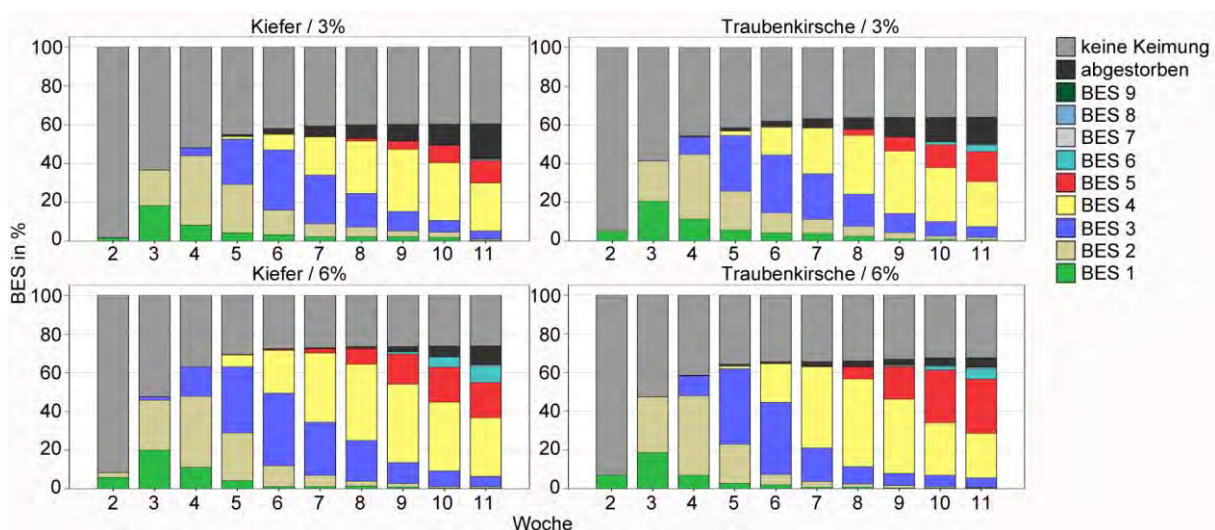 Kiefer / 3%
Traubenkirsche / 3%
100
80
60
40
20
0
2 3 4 5 6 7 8 9 10 11
2 3 4 5 6 7 8 9 10 11
Kiefer / 6%
Traubenkirsche / 6%
100
80
60
40
20
0
2 3 4 5 6 7 8 9 10 11
2 3 4 5 6 7 8 9 10 11
BES in %
Woche
keine Keimung
abgestorben
BES 9
BES 8
BES 7
BES 6
BES 5
BES 4
BES 3
BES 2
BES 1